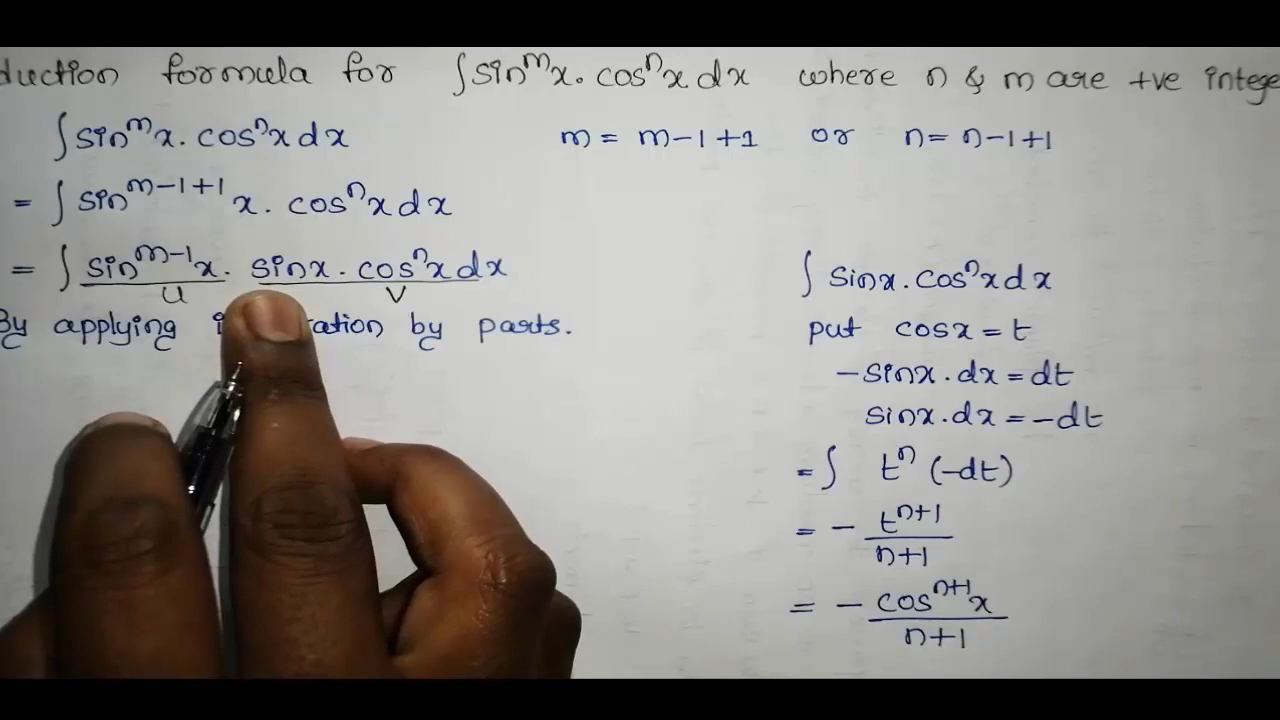 duction formula for ∫sinᵐx. cosⁿx dx where n & m are +ve intege
∫sinᵐx. cosⁿx dx
m = m-1+1 or n = n-1+1
= ∫ sinᵐ⁻¹⁺¹x. cosⁿx dx
= ∫ sinᵐ⁻¹x. sinx. cosⁿx dx
U V
By applying by parts.
∫ sinx. cosⁿx dx
put cosx = t
-sinx. dx = dt
sinx. dx = -dt
= ∫ tⁿ (-dt)
= - tⁿ⁺¹/n+1
= - cosⁿ⁺¹x/n+1